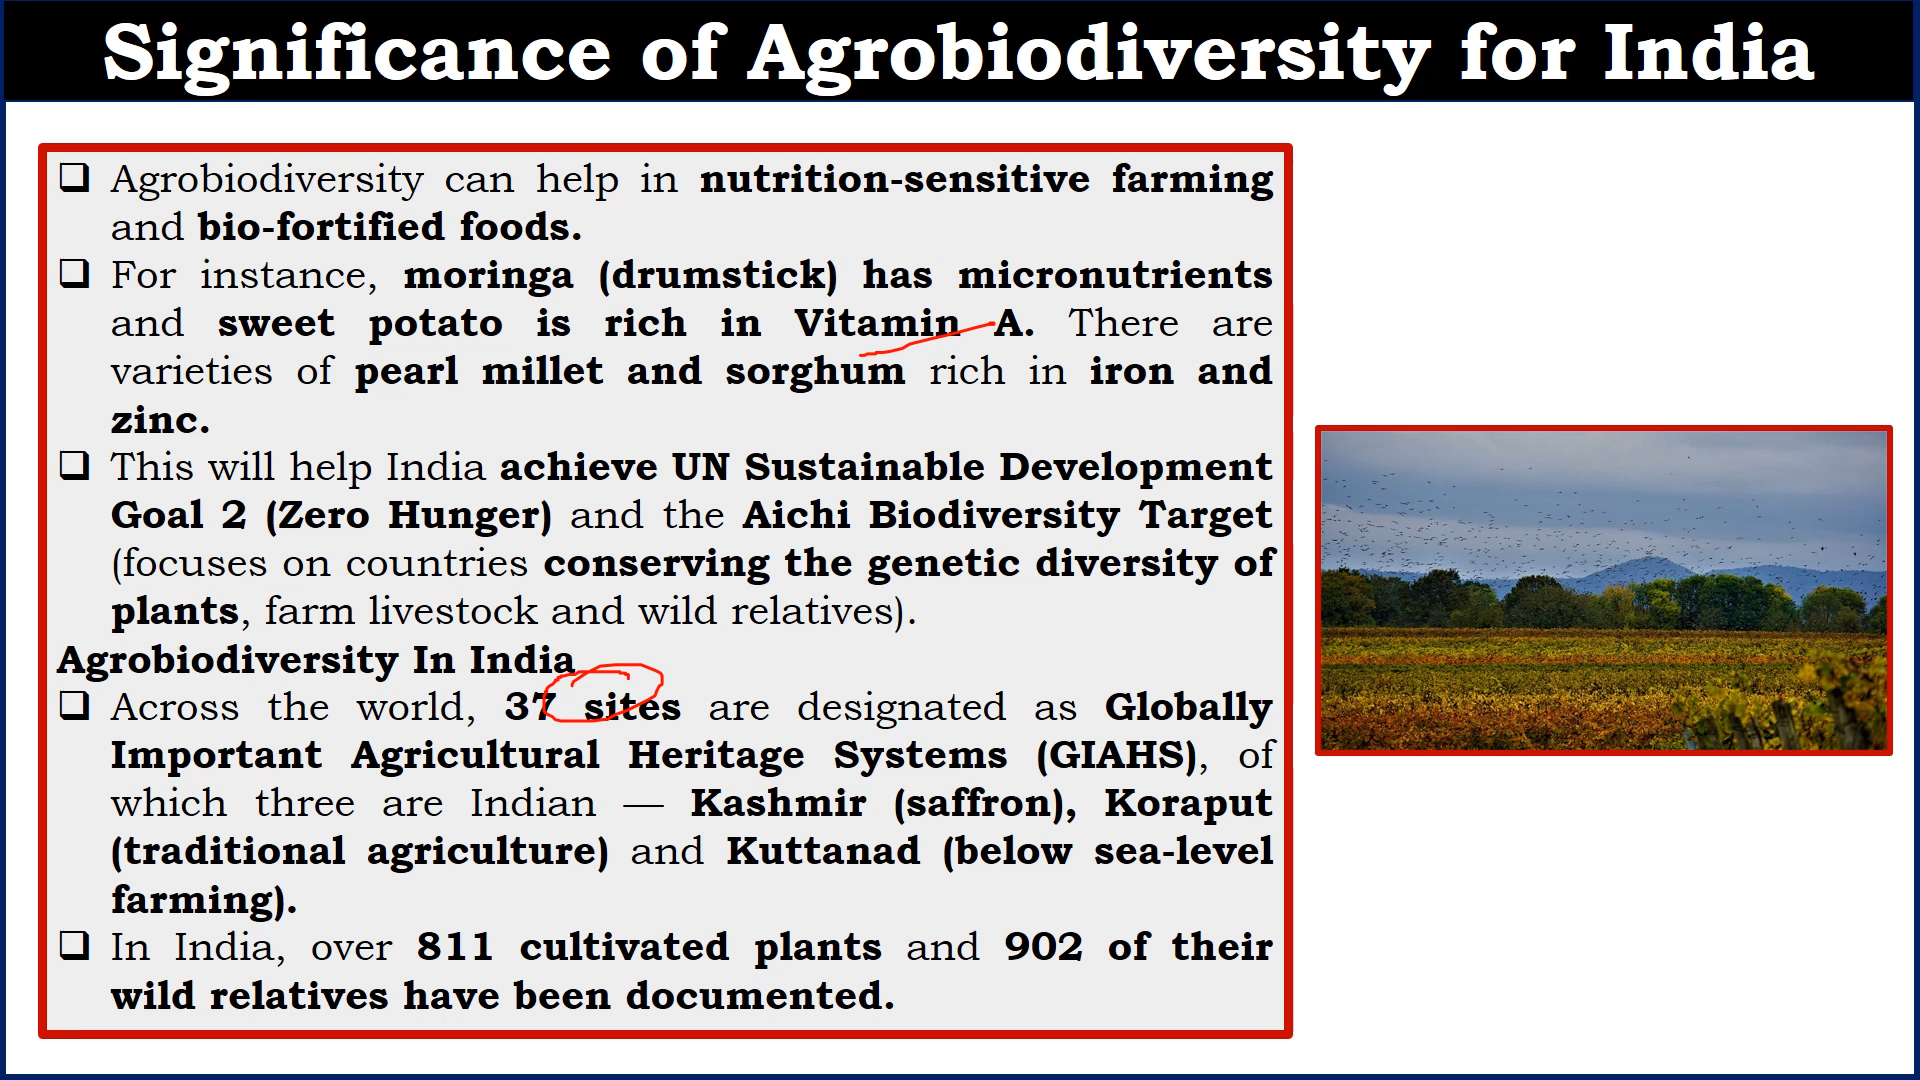 Significance of Agrobiodiversity for India
❑ Agrobiodiversity can help in nutrition-sensitive farming
and bio-fortified foods.
❑ For instance, moringa (drumstick) has micronutrients
and sweet potato is rich in Vitamin A. There are
varieties of pearl millet and sorghum rich in iron and
zinc.
❑ This will help India achieve UN Sustainable Development
Goal 2 (Zero Hunger) and the Aichi Biodiversity Target
(focuses on countries conserving the genetic diversity of
plants, farm livestock and wild relatives).
Agrobiodiversity In India
❑ Across the world, 37 sites are designated as Globally
Important Agricultural Heritage Systems (GIAHS), of
which three are Indian — Kashmir (saffron), Koraput
(traditional agriculture) and Kuttanad (below sea-level
farming).
❑ In India, over 811 cultivated plants and 902 of their
wild relatives have been documented.